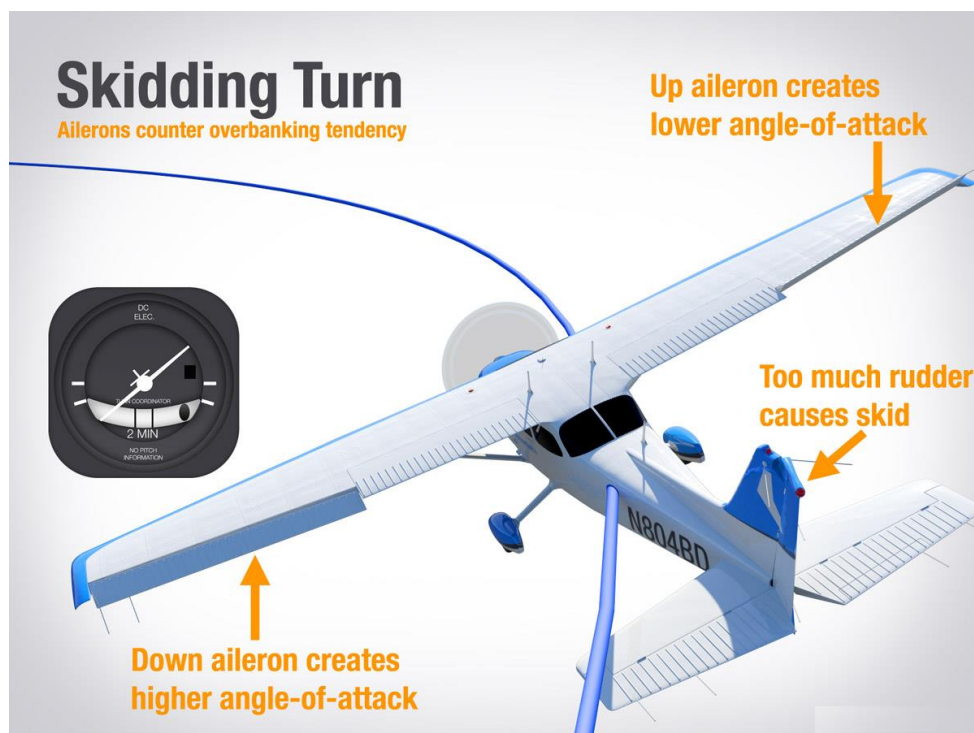 Skidding Turn
Ailerons counter overbanking tendency
Up aileron creates
lower angle-of-attack
DC
ELEC.
TURN COORDINATOR
2 MIN
NO PITCH
INFORMATION
Too much rudder
causes skid
N804BD
Down aileron creates
higher angle-of-attack